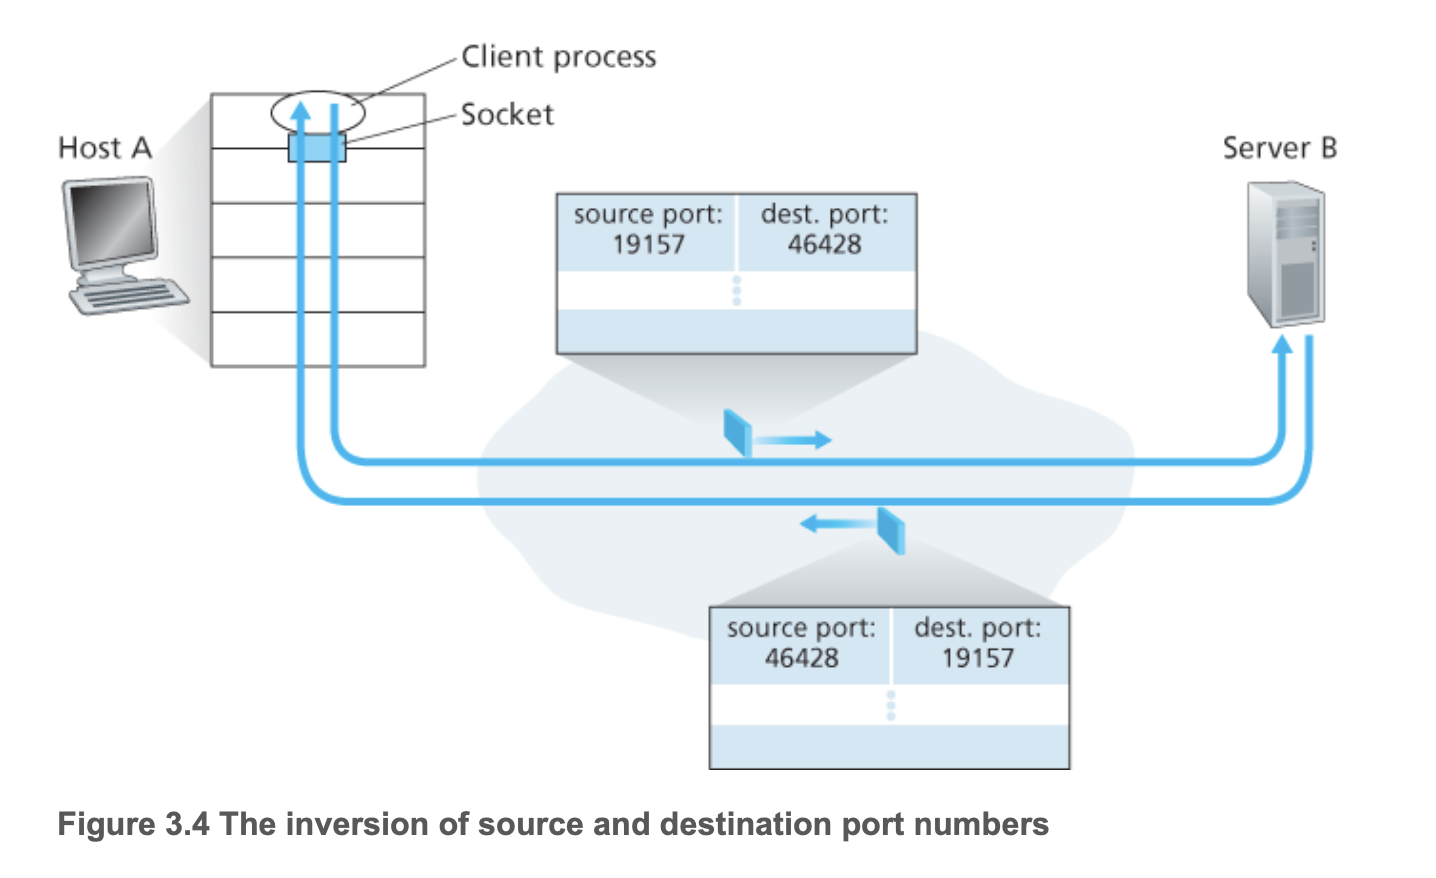 Client process
Socket
Host A
Server B
source port:
19157
dest. port:
46428
source port:
46428
dest. port:
19157
Figure 3.4 The inversion of source and destination port numbers